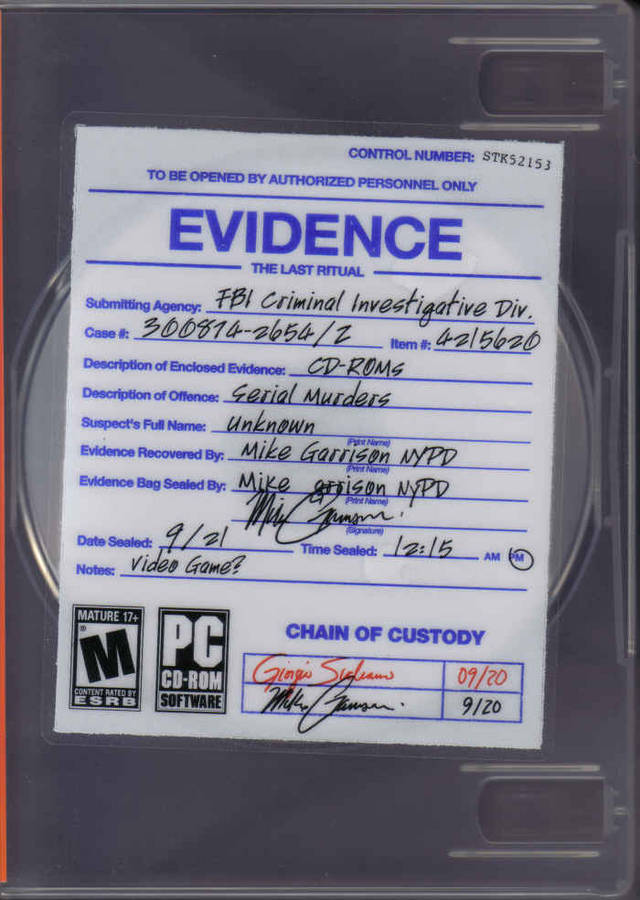 CONTROL NUMBER: STK52153
TO BE OPENED BY AUTHORIZED PERSONNEL ONLY
EVIDENCE
THE LAST RITUAL
Submitting Agency: FBI Criminal Investigative Div.
Case #: 300874-2654/2 Item #: 4215620
Description of Enclosed Evidence: CD-ROMs
Description of Offence: Serial Murders
Suspect's Full Name: Unknown
(Print Name)
Evidence Recovered By: Mike Garrison NYPD
(Print Name)
Evidence Bag Sealed By: Mike Garrison NYPD
(Print Name)
(Signature)
Date Sealed: 9/21 Time Sealed: 12:15 AM PM
Notes: Video Game?
MATURE 17+
M
®
CONTENT RATED BY
ESRB
PC
CD-ROM
SOFTWARE
CHAIN OF CUSTODY
09/20
9/20